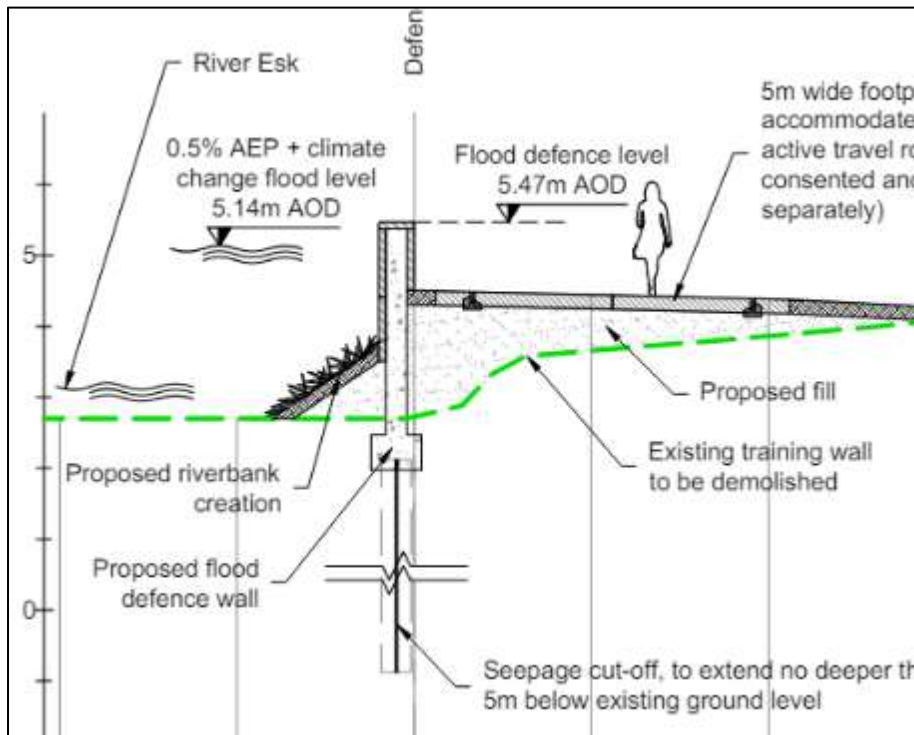 Defen
River Esk
0.5% AEP + climate
change flood level
5.14m AOD
Flood defence level
5.47m AOD
5m wide footp
accommodate
active travel ro
consented and
separately)
5
Proposed fill
Existing training wall
to be demolished
Proposed riverbank
creation
Proposed flood
defence wall
0
Seepage cut-off, to extend no deeper th
5m below existing ground level